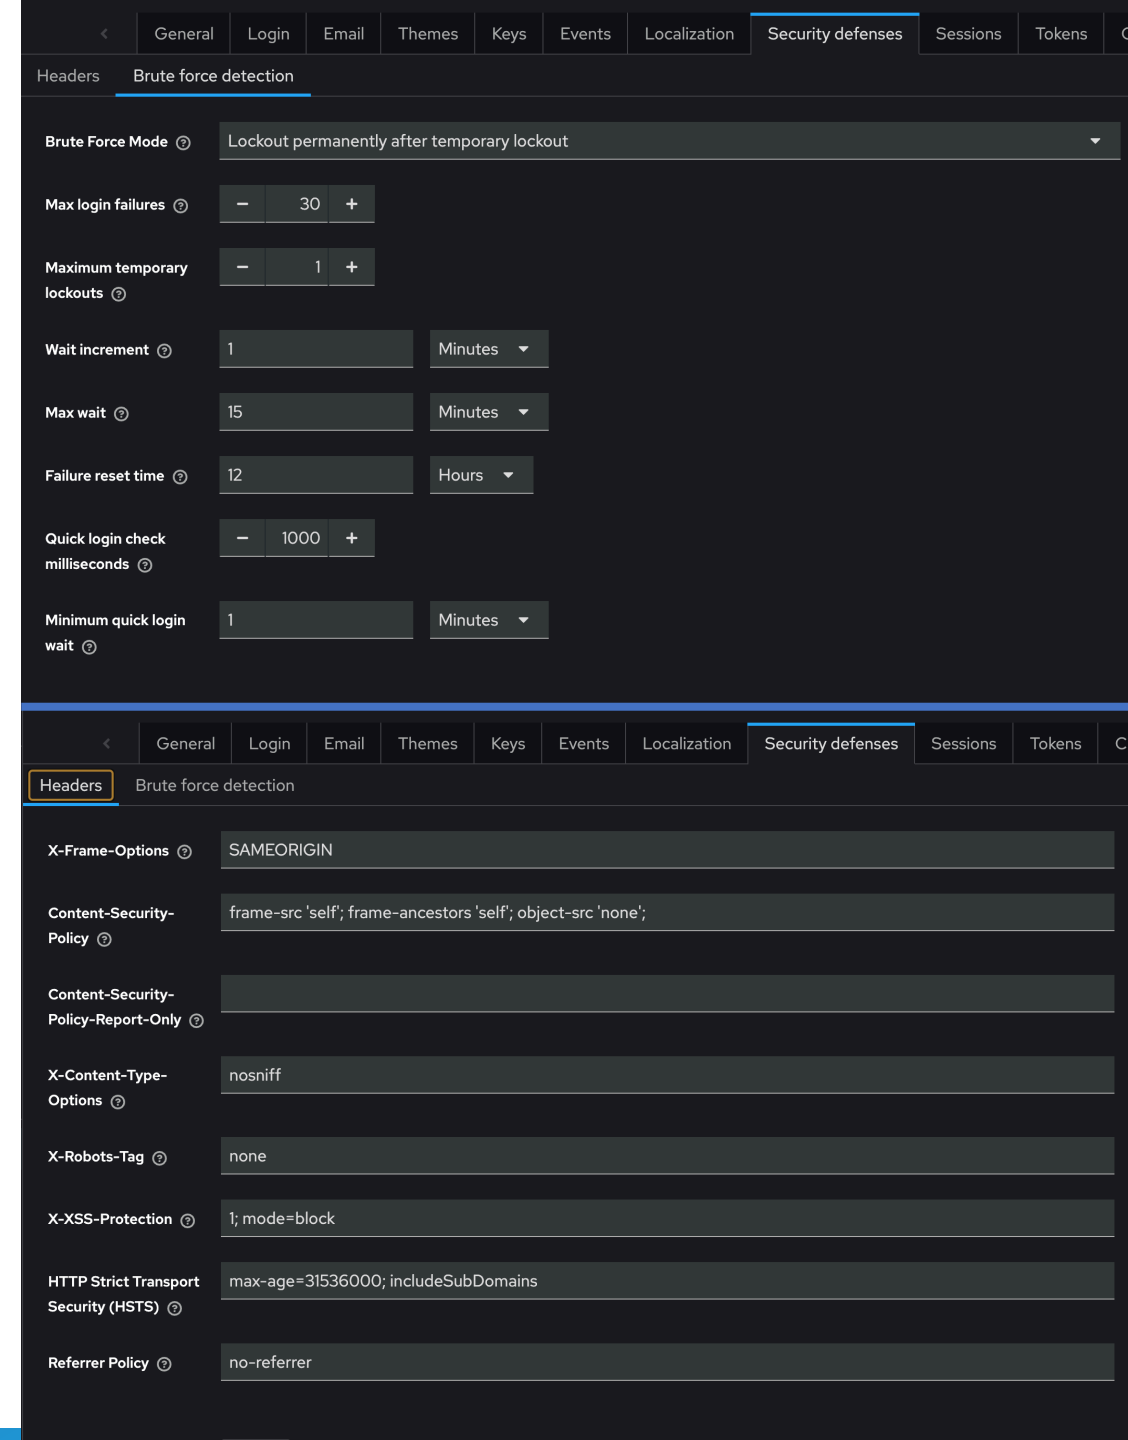 General Login Email Themes Keys Events Localization Security defenses Sessions Tokens
Headers Brute force detection
Brute Force Mode Lockout permanently after temporary lockout
Max login failures − 30 +
Maximum temporary
lockouts − 1 +
Wait increment 1 Minutes
Max wait 15 Minutes
Failure reset time 12 Hours
Quick login check
milliseconds − 1000 +
Minimum quick login
wait 1 Minutes
General Login Email Themes Keys Events Localization Security defenses Sessions Tokens
Headers Brute force detection
X-Frame-Options SAMEORIGIN
Content-Security-
Policy frame-src 'self'; frame-ancestors 'self'; object-src 'none';
Content-Security-
Policy-Report-Only
X-Content-Type-
Options nosniff
X-Robots-Tag none
X-XSS-Protection 1; mode=block
HTTP Strict Transport
Security (HSTS) max-age=31536000; includeSubDomains
Referrer Policy no-referrer